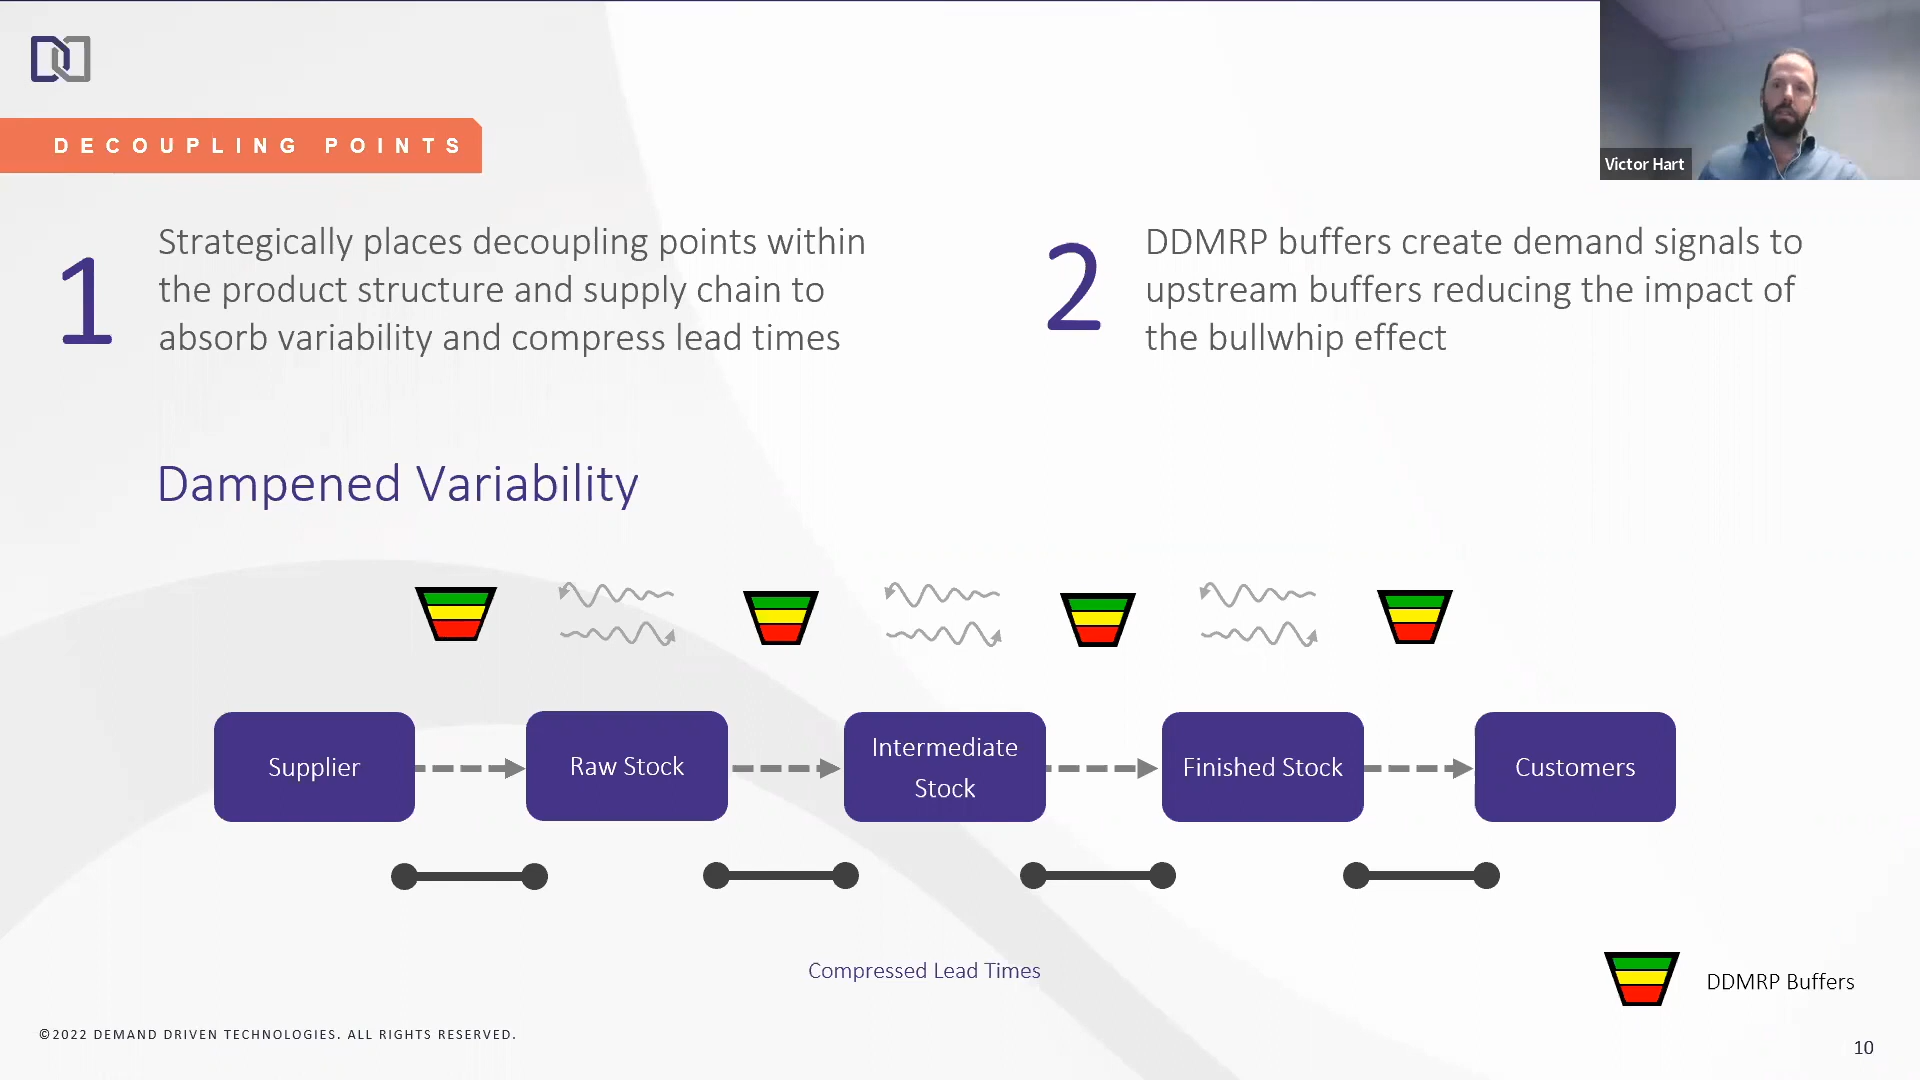 DECOUPLING POINTS
Victor Hart
1
Strategically places decoupling points within
the product structure and supply chain to
absorb variability and compress lead times
2
DDMRP buffers create demand signals to
upstream buffers reducing the impact of
the bullwhip effect
Dampened Variability
Supplier
Raw Stock
Intermediate
Stock
Finished Stock
Customers
Compressed Lead Times
DDMRP Buffers
©2022 DEMAND DRIVEN TECHNOLOGIES. ALL RIGHTS RESERVED.
10